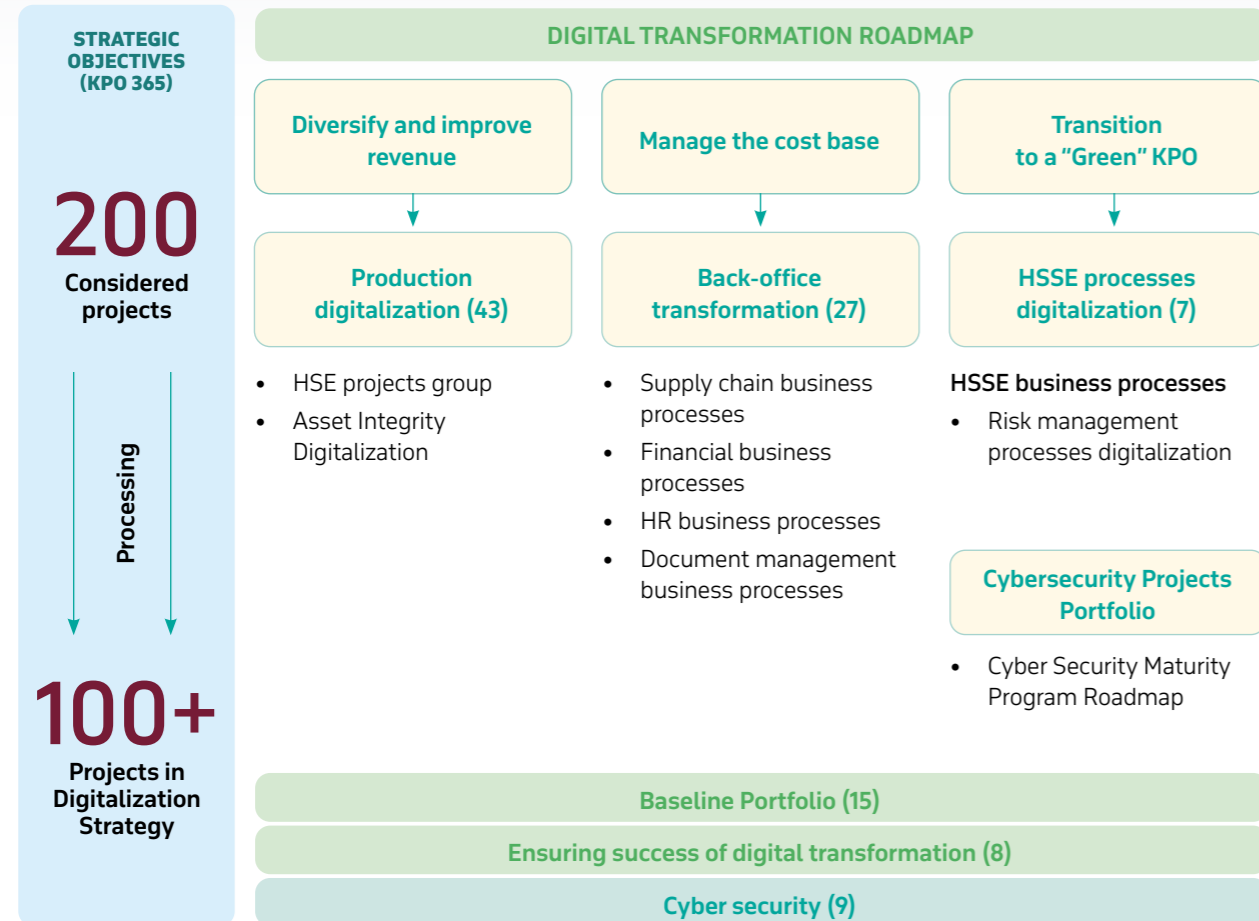 STRATEGIC
OBJECTIVES
(KPO 365)
200
Considered
projects
Processing
100+
Projects in
Digitalization
Strategy
DIGITAL TRANSFORMATION ROADMAP
Diversify and improve
revenue
Production
digitalization (43)
• HSE projects group
• Asset Integrity
Digitalization
Manage the cost base
Back-office
transformation (27)
• Supply chain business
processes
• Financial business
processes
• HR business processes
• Document management
business processes
Transition
to a "Green" KPO
HSSE processes
digitalization (7)
HSSE business processes
• Risk management
processes digitalization
Cybersecurity Projects
Portfolio
• Cyber Security Maturity
Program Roadmap
Baseline Portfolio (15)
Ensuring success of digital transformation (8)
Cyber security (9)